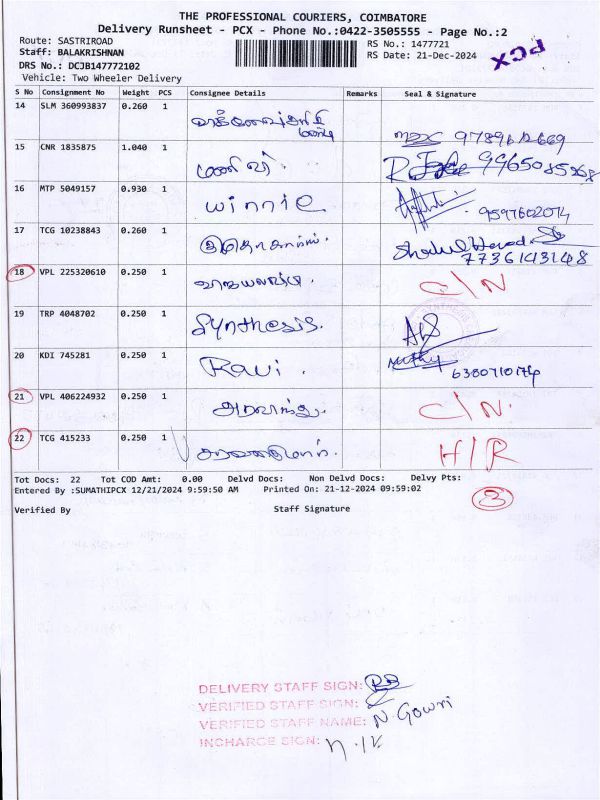 THE PROFESSIONAL COURIERS, COIMBATORE
Delivery Runsheet - PCX - Phone No.:0422-3505555 - Page No.:2
Route: SASTRIROAD
RS No.: 1477721
PCX
Staff: BALAKRISHNAN
RS Date: 21-Dec-2024
DRS No.: DCJB147772102
Vehicle: Two Wheeler Delivery
S No Consignment No Weight PCS Consignee Details Remarks Seal & Signature
14 SLM 360993837 0.260 1 9789612669
15 CNR 1835875 1.040 1 9965085268
16 MTP 5049157 0.930 1 winnie 9597602074
17 TCG 10238843 0.260 1
7736143148
18 VPL 225320610 0.250 1 C/N
19 TRP 4048702 0.250 1 Synthesis.
20 KDI 745281 0.250 1 Ravi. Muthu
6380710174
21 VPL 406224932 0.250 1 C/N.
22 TCG 415233 0.250 1 H/R
Tot Docs: 22 Tot COD Amt: 0.00 Delvd Docs: Non Delvd Docs: Delvy Pts:
Entered By :SUMATHIPCX 12/21/2024 9:59:50 AM Printed On: 21-12-2024 09:59:02
3
Verified By Staff Signature
DELIVERY STAFF SIGN:
VERIFIED STAFF SIGN:
VERIFIED STAFF NAME: N. Gowri
INCHARGE SIGN: